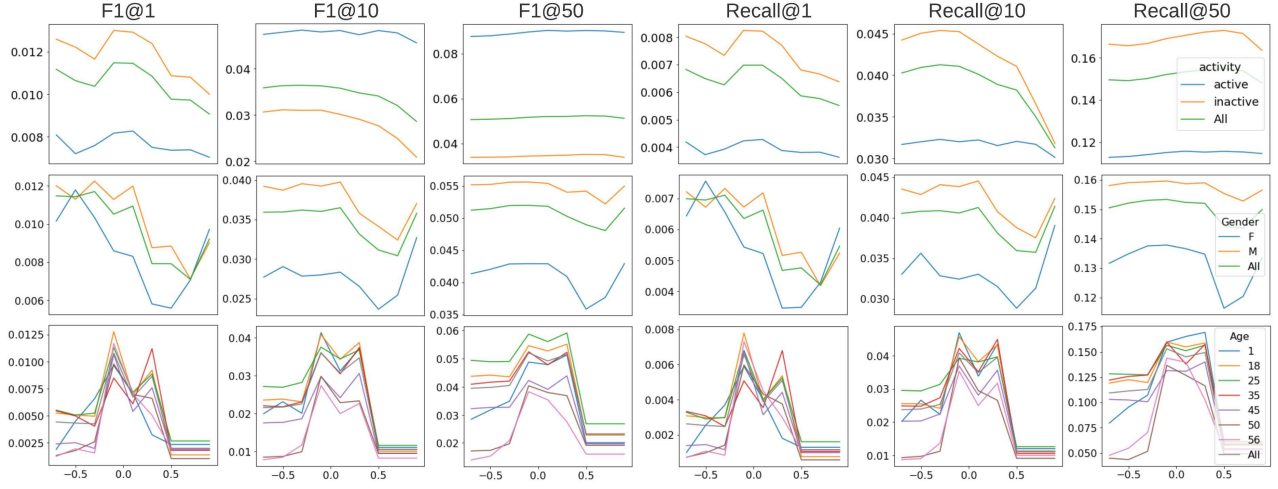 F1@1 F1@10 F1@50 Recall@1 Recall@10 Recall@50
0.012 0.010 0.008
0.04 0.03 0.02
0.08 0.06 0.04
0.008 0.007 0.006 0.005 0.004
0.045 0.040 0.035 0.030
0.16 0.14 0.12
activity
active
inactive
All
0.012 0.010 0.008 0.006
0.040 0.035 0.030 0.025
0.055 0.050 0.045 0.040 0.035
0.007 0.006 0.005 0.004
0.045 0.040 0.035 0.030
0.16 0.15 0.14 0.13 0.12
Gender
F
M
All
0.0125 0.0100 0.0075 0.0050 0.0025
0.04 0.03 0.02 0.01
0.06 0.05 0.04 0.03 0.02
0.008 0.006 0.004 0.002
0.04 0.03 0.02 0.01
0.175 0.150 0.125 0.100 0.075 0.050
Age
1
18
25
35
45
50
56
All
−0.5 0.0 0.5 −0.5 0.0 0.5 −0.5 0.0 0.5 −0.5 0.0 0.5 −0.5 0.0 0.5 −0.5 0.0 0.5